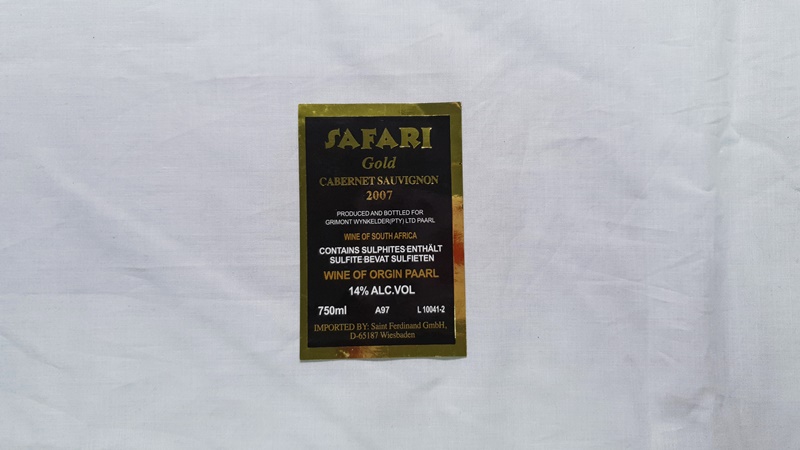 SAFARI
Gold
CABERNET SAUVIGNON
2007
PRODUCED AND BOTTLED FOR
GRIMONT WYNKELDER(PTY) LTD PAARL
WINE OF SOUTH AFRICA
CONTAINS SULPHITES ENTHÄLT
SULFITE BEVAT SULFIETEN
WINE OF ORGIN PAARL
14% ALC.VOL
750ml A97 L 10041-2
IMPORTED BY: Saint Ferdinand GmbH,
D-65187 Wiesbaden